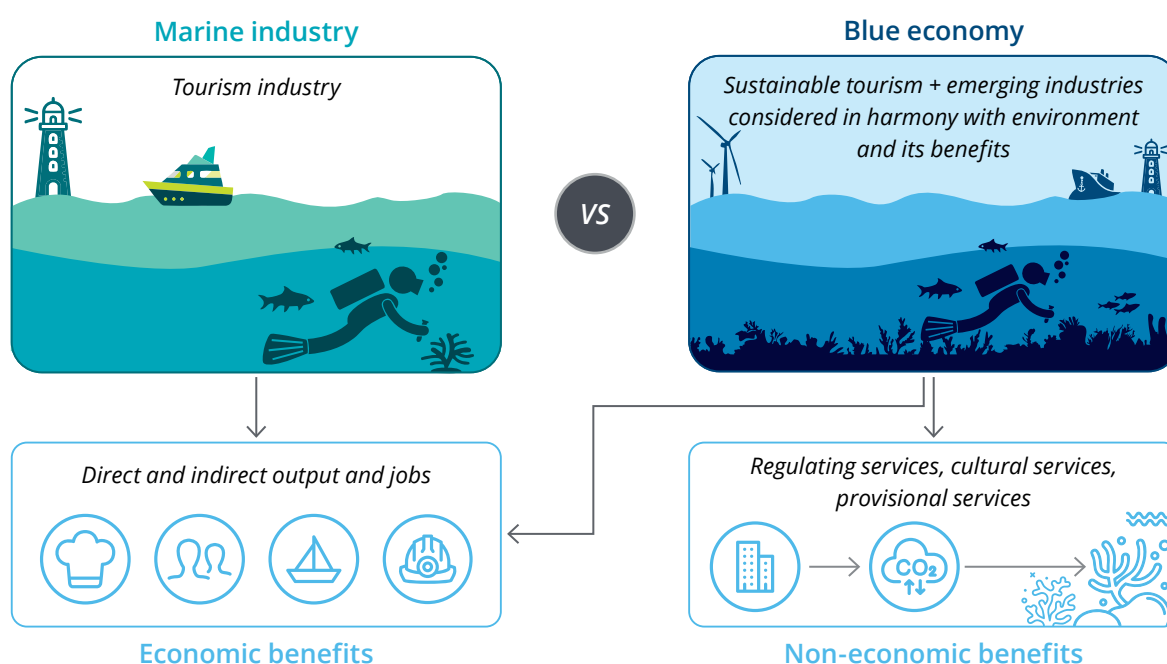 Marine industry
Blue economy
Tourism industry
Sustainable tourism + emerging industries
considered in harmony with environment
and its benefits
VS
Direct and indirect output and jobs
Regulating services, cultural services,
provisional services
CO₂
Economic benefits
Non-economic benefits